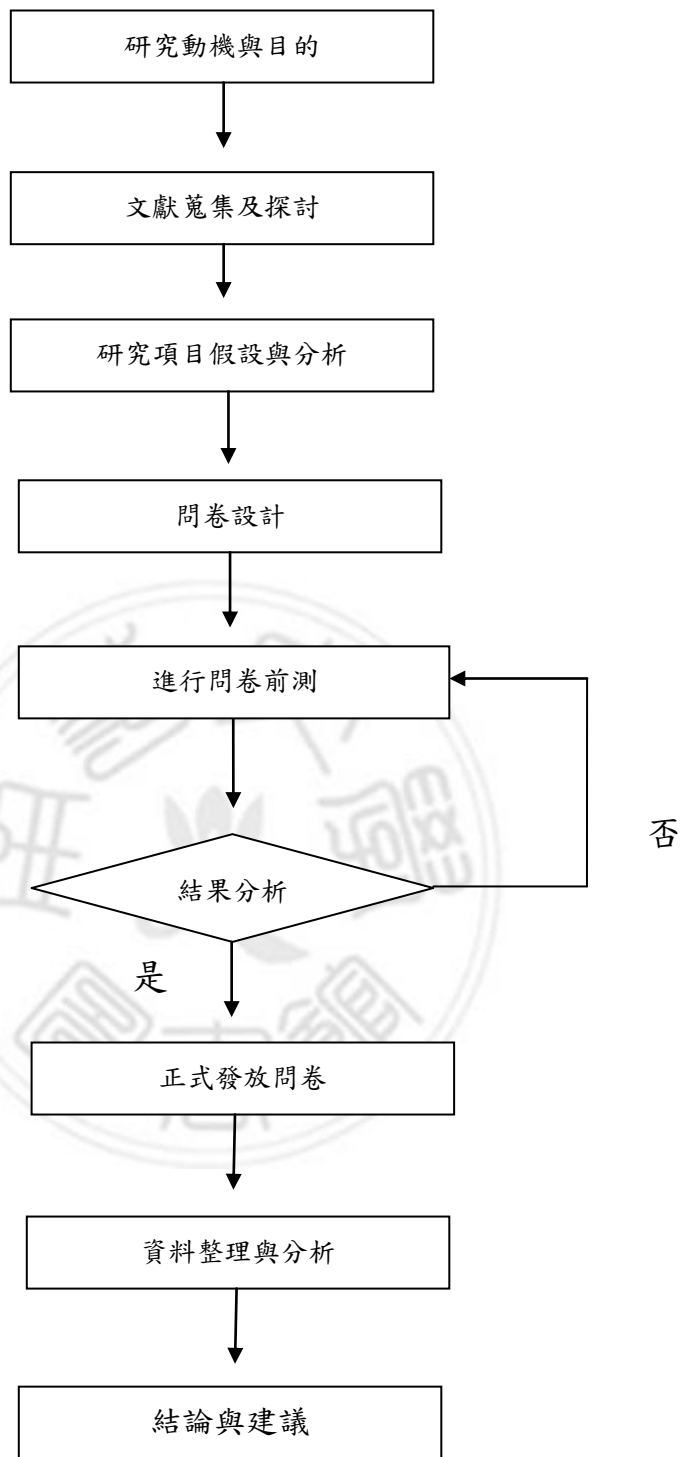 研究動機與目的
文獻蒐集及探討
研究項目假設與分析
問卷設計
進行問卷前測
結果分析
否
是
正式發放問卷
資料整理與分析
結論與建議